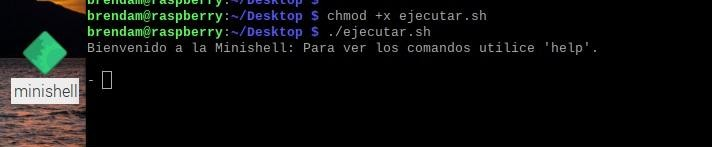 brendam@raspberry:~/Desktop $
brendam@raspberry:~/Desktop $ chmod +x ejecutar.sh
brendam@raspberry:~/Desktop $ ./ejecutar.sh
Bienvenido a la Minishell: Para ver los comandos utilice 'help'.
-
minishell